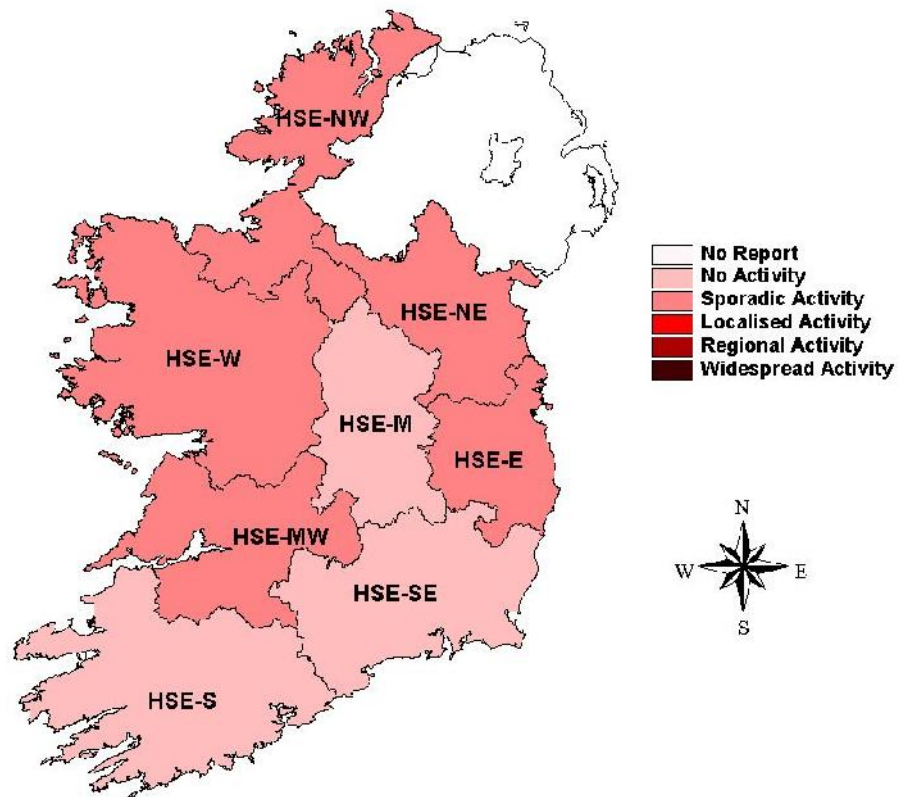 HSE-NW
HSE-NE
HSE-W
HSE-M
HSE-E
HSE-MW
HSE-SE
HSE-S
No Report
No Activity
Sporadic Activity
Localised Activity
Regional Activity
Widespread Activity
N
W E
S